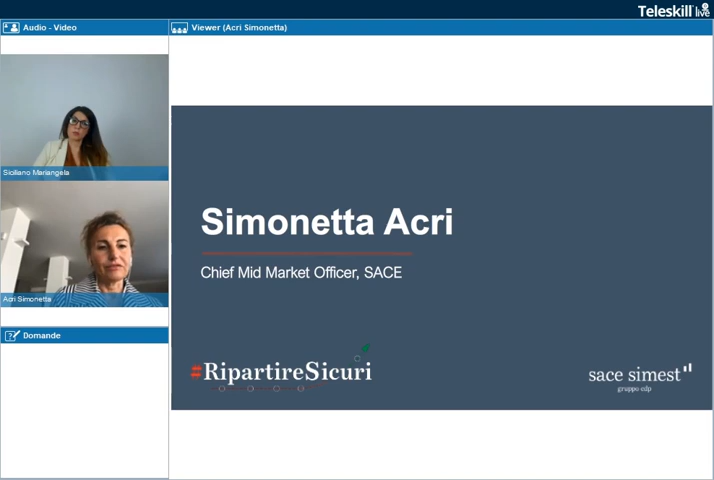 Teleskill live
Audio - Video
Viewer (Acri Simonetta)
Siciliano Mariangela
Acri Simonetta
Domande
Simonetta Acri
Chief Mid Market Officer, SACE
#RipartireSicuri
sace simest
gruppo cdp